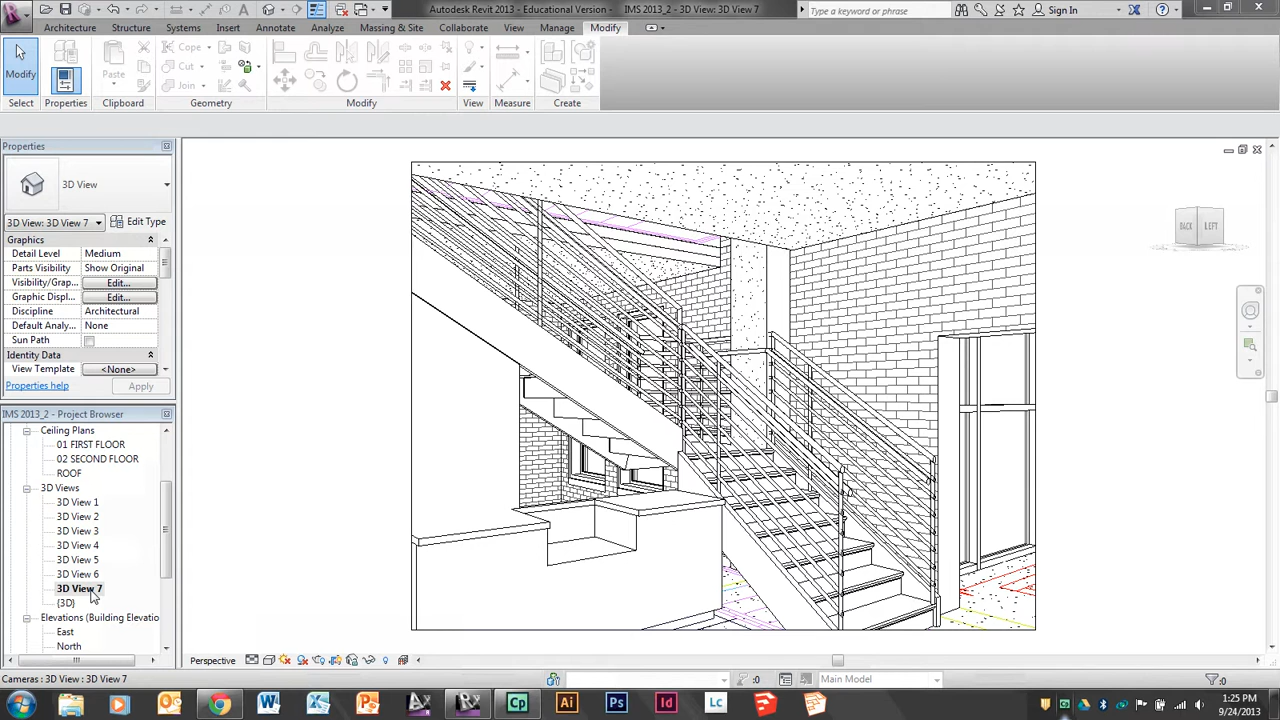 Autodesk Revit 2013 - Educational Version - IMS 2013_2 - 3D View: 3D View 7
Type a keyword or phrase
Sign In
Architecture Structure Systems Insert Annotate Analyze Massing & Site Collaborate View Manage Modify
Modify
Paste
Cope
Cut
Join
Select Properties Clipboard Geometry Modify View Measure Create
Properties
3D View
3D View: 3D View 7
Edit Type
Graphics
Detail Level Medium
Parts Visibility Show Original
Visibility/Grap... Edit...
Graphic Displ... Edit...
Discipline Architectural
Default Analy... None
Sun Path
Identity Data
View Template <None>
Properties help
Apply
IMS 2013_2 - Project Browser
Ceiling Plans
01 FIRST FLOOR
02 SECOND FLOOR
ROOF
3D Views
3D View 1
3D View 2
3D View 3
3D View 4
3D View 5
3D View 6
3D View 7
{3D}
Elevations (Building Elevatio
East
North
BACK LEFT
Perspective
Cameras : 3D View : 3D View 7
:0
:0
Main Model
:0
Cp
Ai
Ps
Id
Lc
1:25 PM
9/24/2013